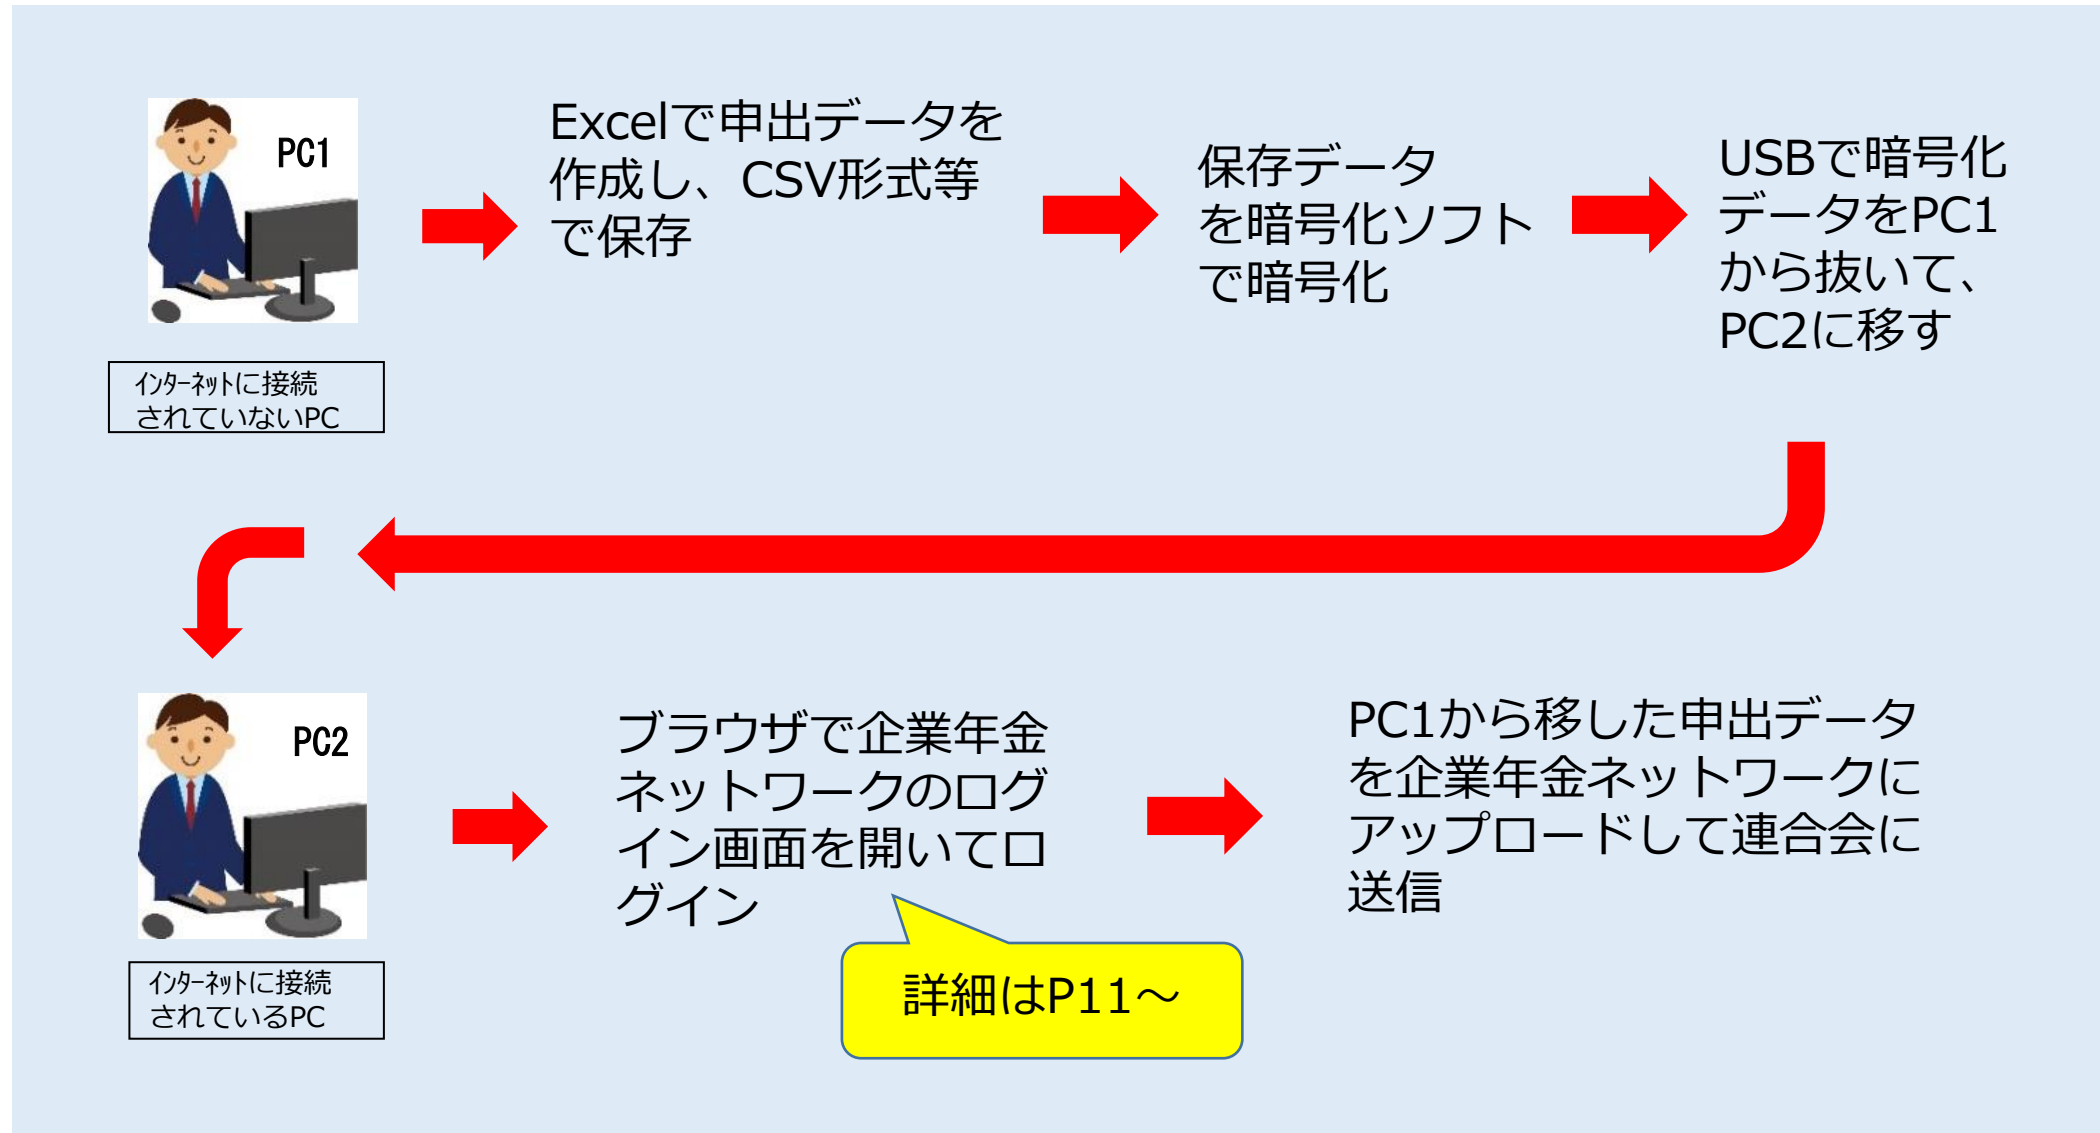 PC1
Excelで申出データを
作成し、CSV形式等
で保存
保存データ
を暗号化ソフト
で暗号化
USBで暗号化
データをPC1
から抜いて、
PC2に移す
ｲﾝﾀｰﾈｯﾄに接続
されていないPC
PC2
ブラウザで企業年金
ネットワークのログ
イン画面を開いてロ
グイン
PC1から移した申出データ
を企業年金ネットワークに
アップロードして連合会に
送信
詳細はP11～
ｲﾝﾀｰﾈｯﾄに接続
されているPC